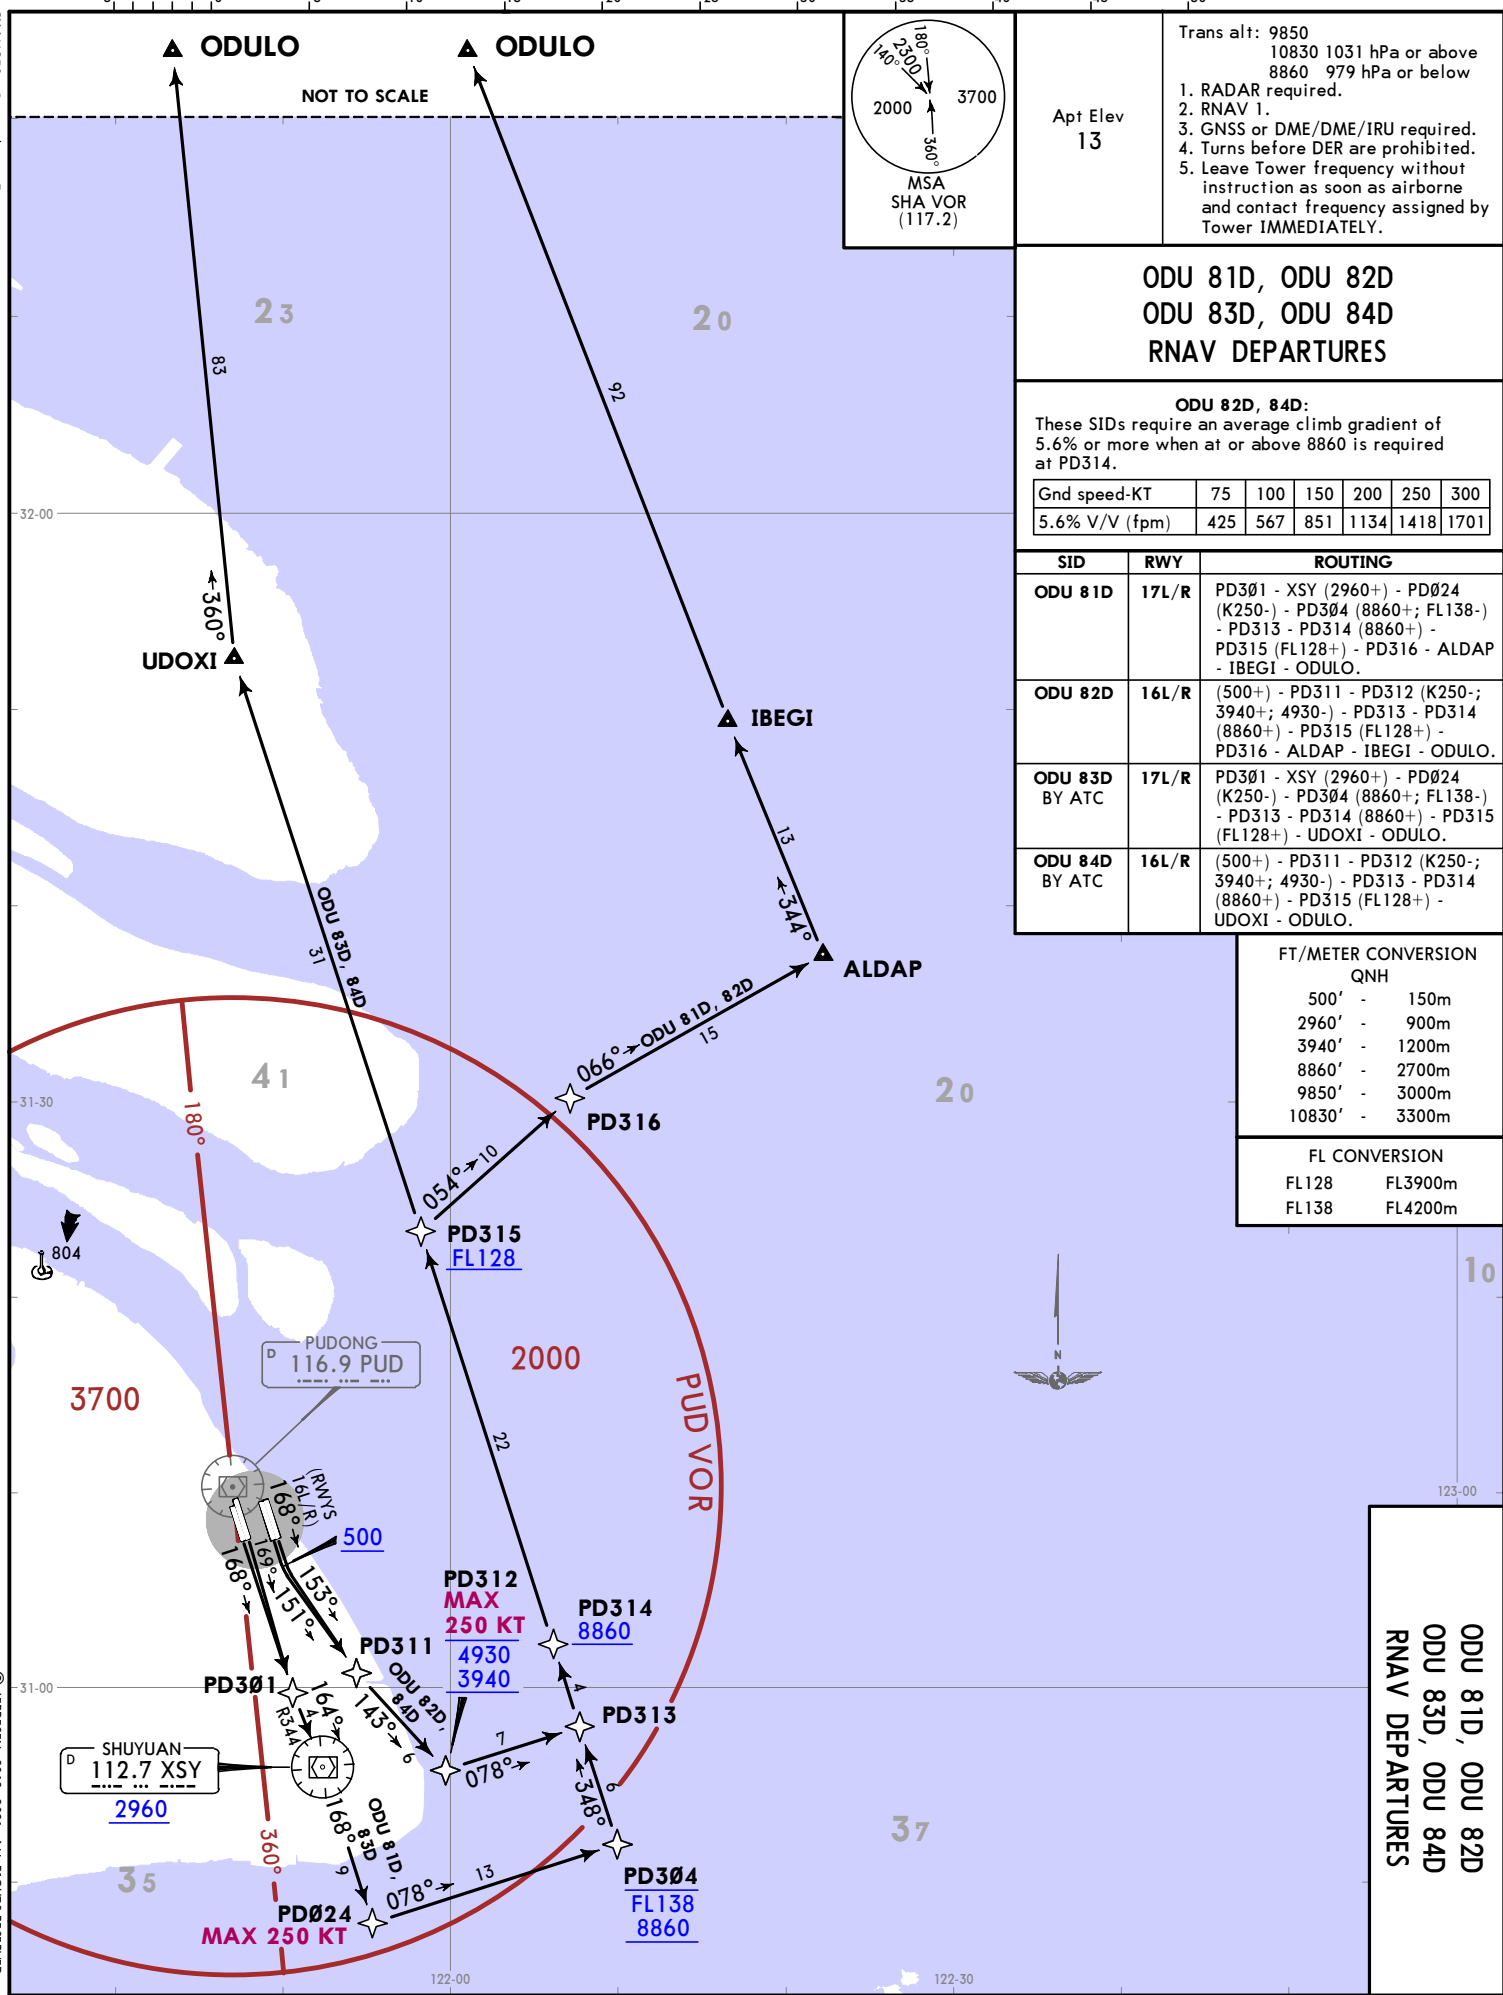 ODULO
ODULO
NOT TO SCALE
180°
2300
140°
2000
3700
360°
MSA
SHA VOR
(117.2)
Apt Elev
13
Trans alt: 9850
10830 1031 hPa or above
8860 979 hPa or below
1. RADAR required.
2. RNAV 1.
3. GNSS or DME/DME/IRU required.
4. Turns before DER are prohibited.
5. Leave Tower frequency without
instruction as soon as airborne
and contact frequency assigned by
Tower IMMEDIATELY.
ODU 81D, ODU 82D
ODU 83D, ODU 84D
RNAV DEPARTURES
ODU 82D, 84D:
These SIDs require an average climb gradient of
5.6% or more when at or above 8860 is required
at PD314.
Gnd speed-KT 75 100 150 200 250 300
5.6% V/V (fpm) 425 567 851 1134 1418 1701
SID RWY ROUTING
ODU 81D 17L/R PD3Ø1 - XSY (2960+) - PDØ24
(K250-) - PD3Ø4 (8860+; FL138-)
- PD313 - PD314 (8860+) -
PD315 (FL128+) - PD316 - ALDAP
- IBEGI - ODULO.
ODU 82D 16L/R (500+) - PD311 - PD312 (K250-;
3940+; 4930-) - PD313 - PD314
(8860+) - PD315 (FL128+) -
PD316 - ALDAP - IBEGI - ODULO.
ODU 83D 17L/R PD3Ø1 - XSY (2960+) - PDØ24
BY ATC (K250-) - PD3Ø4 (8860+; FL138-)
- PD313 - PD314 (8860+) - PD315
(FL128+) - UDOXI - ODULO.
ODU 84D 16L/R (500+) - PD311 - PD312 (K250-;
BY ATC 3940+; 4930-) - PD313 - PD314
(8860+) - PD315 (FL128+) -
UDOXI - ODULO.
FT/METER CONVERSION
QNH
500' - 150m
2960' - 900m
3940' - 1200m
8860' - 2700m
9850' - 3000m
10830' - 3300m
FL CONVERSION
FL128 FL3900m
FL138 FL4200m
23
20
83
92
32-00
360°
UDOXI
IBEGI
13
344°
ODU 83D, 84D
31
ALDAP
ODU 81D, 82D
066°
15
41
20
31-30
180°
PD316
054°
10
PD315
FL128
804
10
PUDONG
D 116.9 PUD
2000
3700
PUD VOR
22
N
123-00
(RWYS
16L/R)
168°
500
168°
169°
151°
153°
PD312
MAX
250 KT
4930
3940
PD314
8860
PD311
ODU 82D,
84D
PD3Ø1
31-00
164°
4
R344
143°
6
4
PD313
7
078°
SHUYUAN
D 112.7 XSY
2960
168°
9
ODU 81D,
83D
348°
6
360°
35
37
13
078°
PD3Ø4
FL138
8860
PDØ24
MAX 250 KT
122-00
122-30
ODU 81D, ODU 82D
ODU 83D, ODU 84D
RNAV DEPARTURES